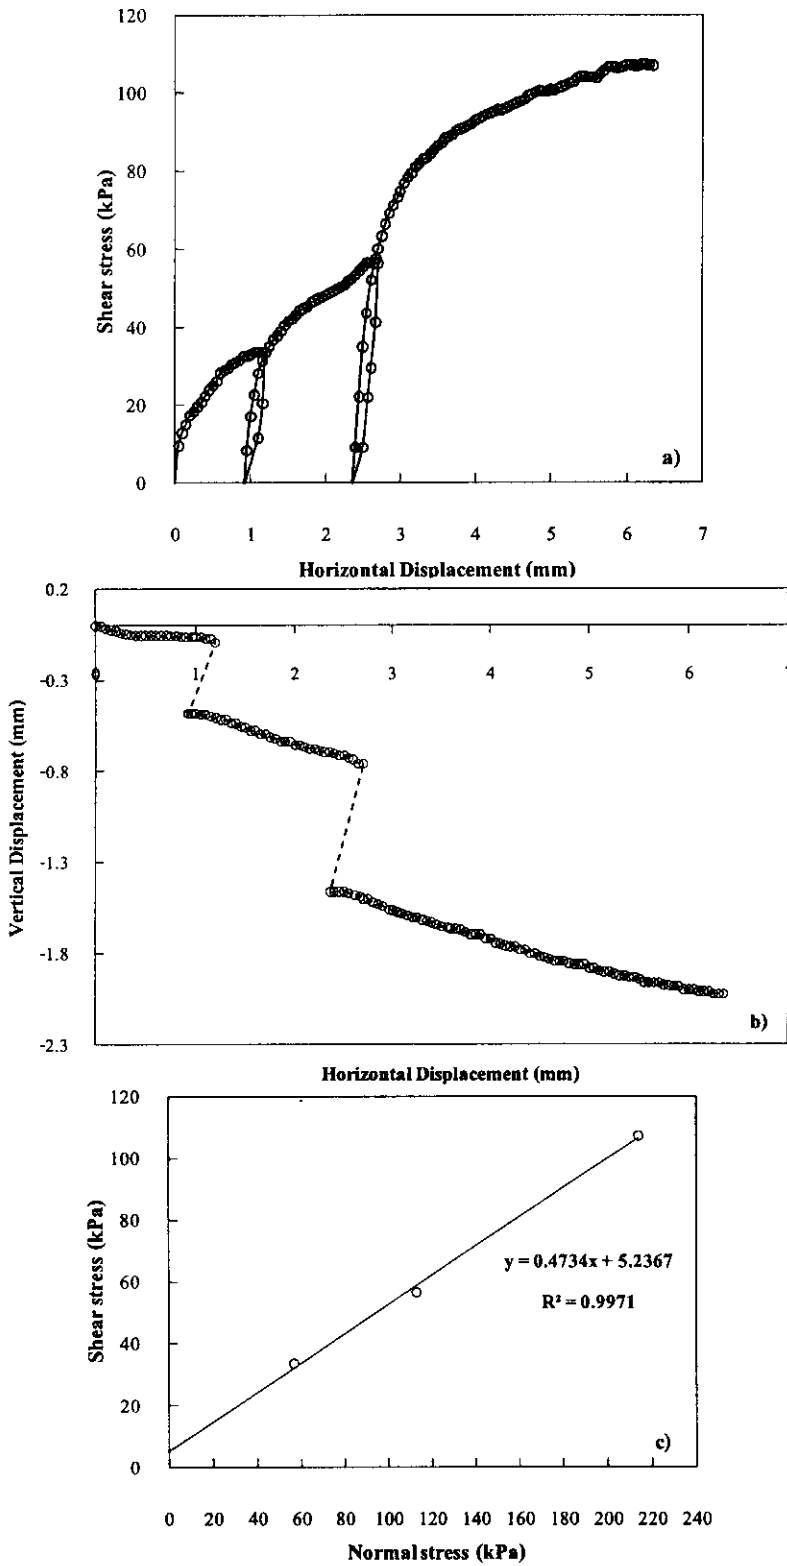 120
100
80
60
40
20
0
Shear stress (kPa)
a)
0 1 2 3 4 5 6 7
Horizontal Displacement (mm)
0.2
-0.3
-0.8
-1.3
-1.8
-2.3
Vertical Displacement (mm)
0 1 2 3 4 5 6 7
b)
Horizontal Displacement (mm)
120
100
80
60
40
20
0
Shear stress (kPa)
y = 0.4734x + 5.2367
R² = 0.9971
c)
0 20 40 60 80 100 120 140 160 180 200 220 240
Normal stress (kPa)